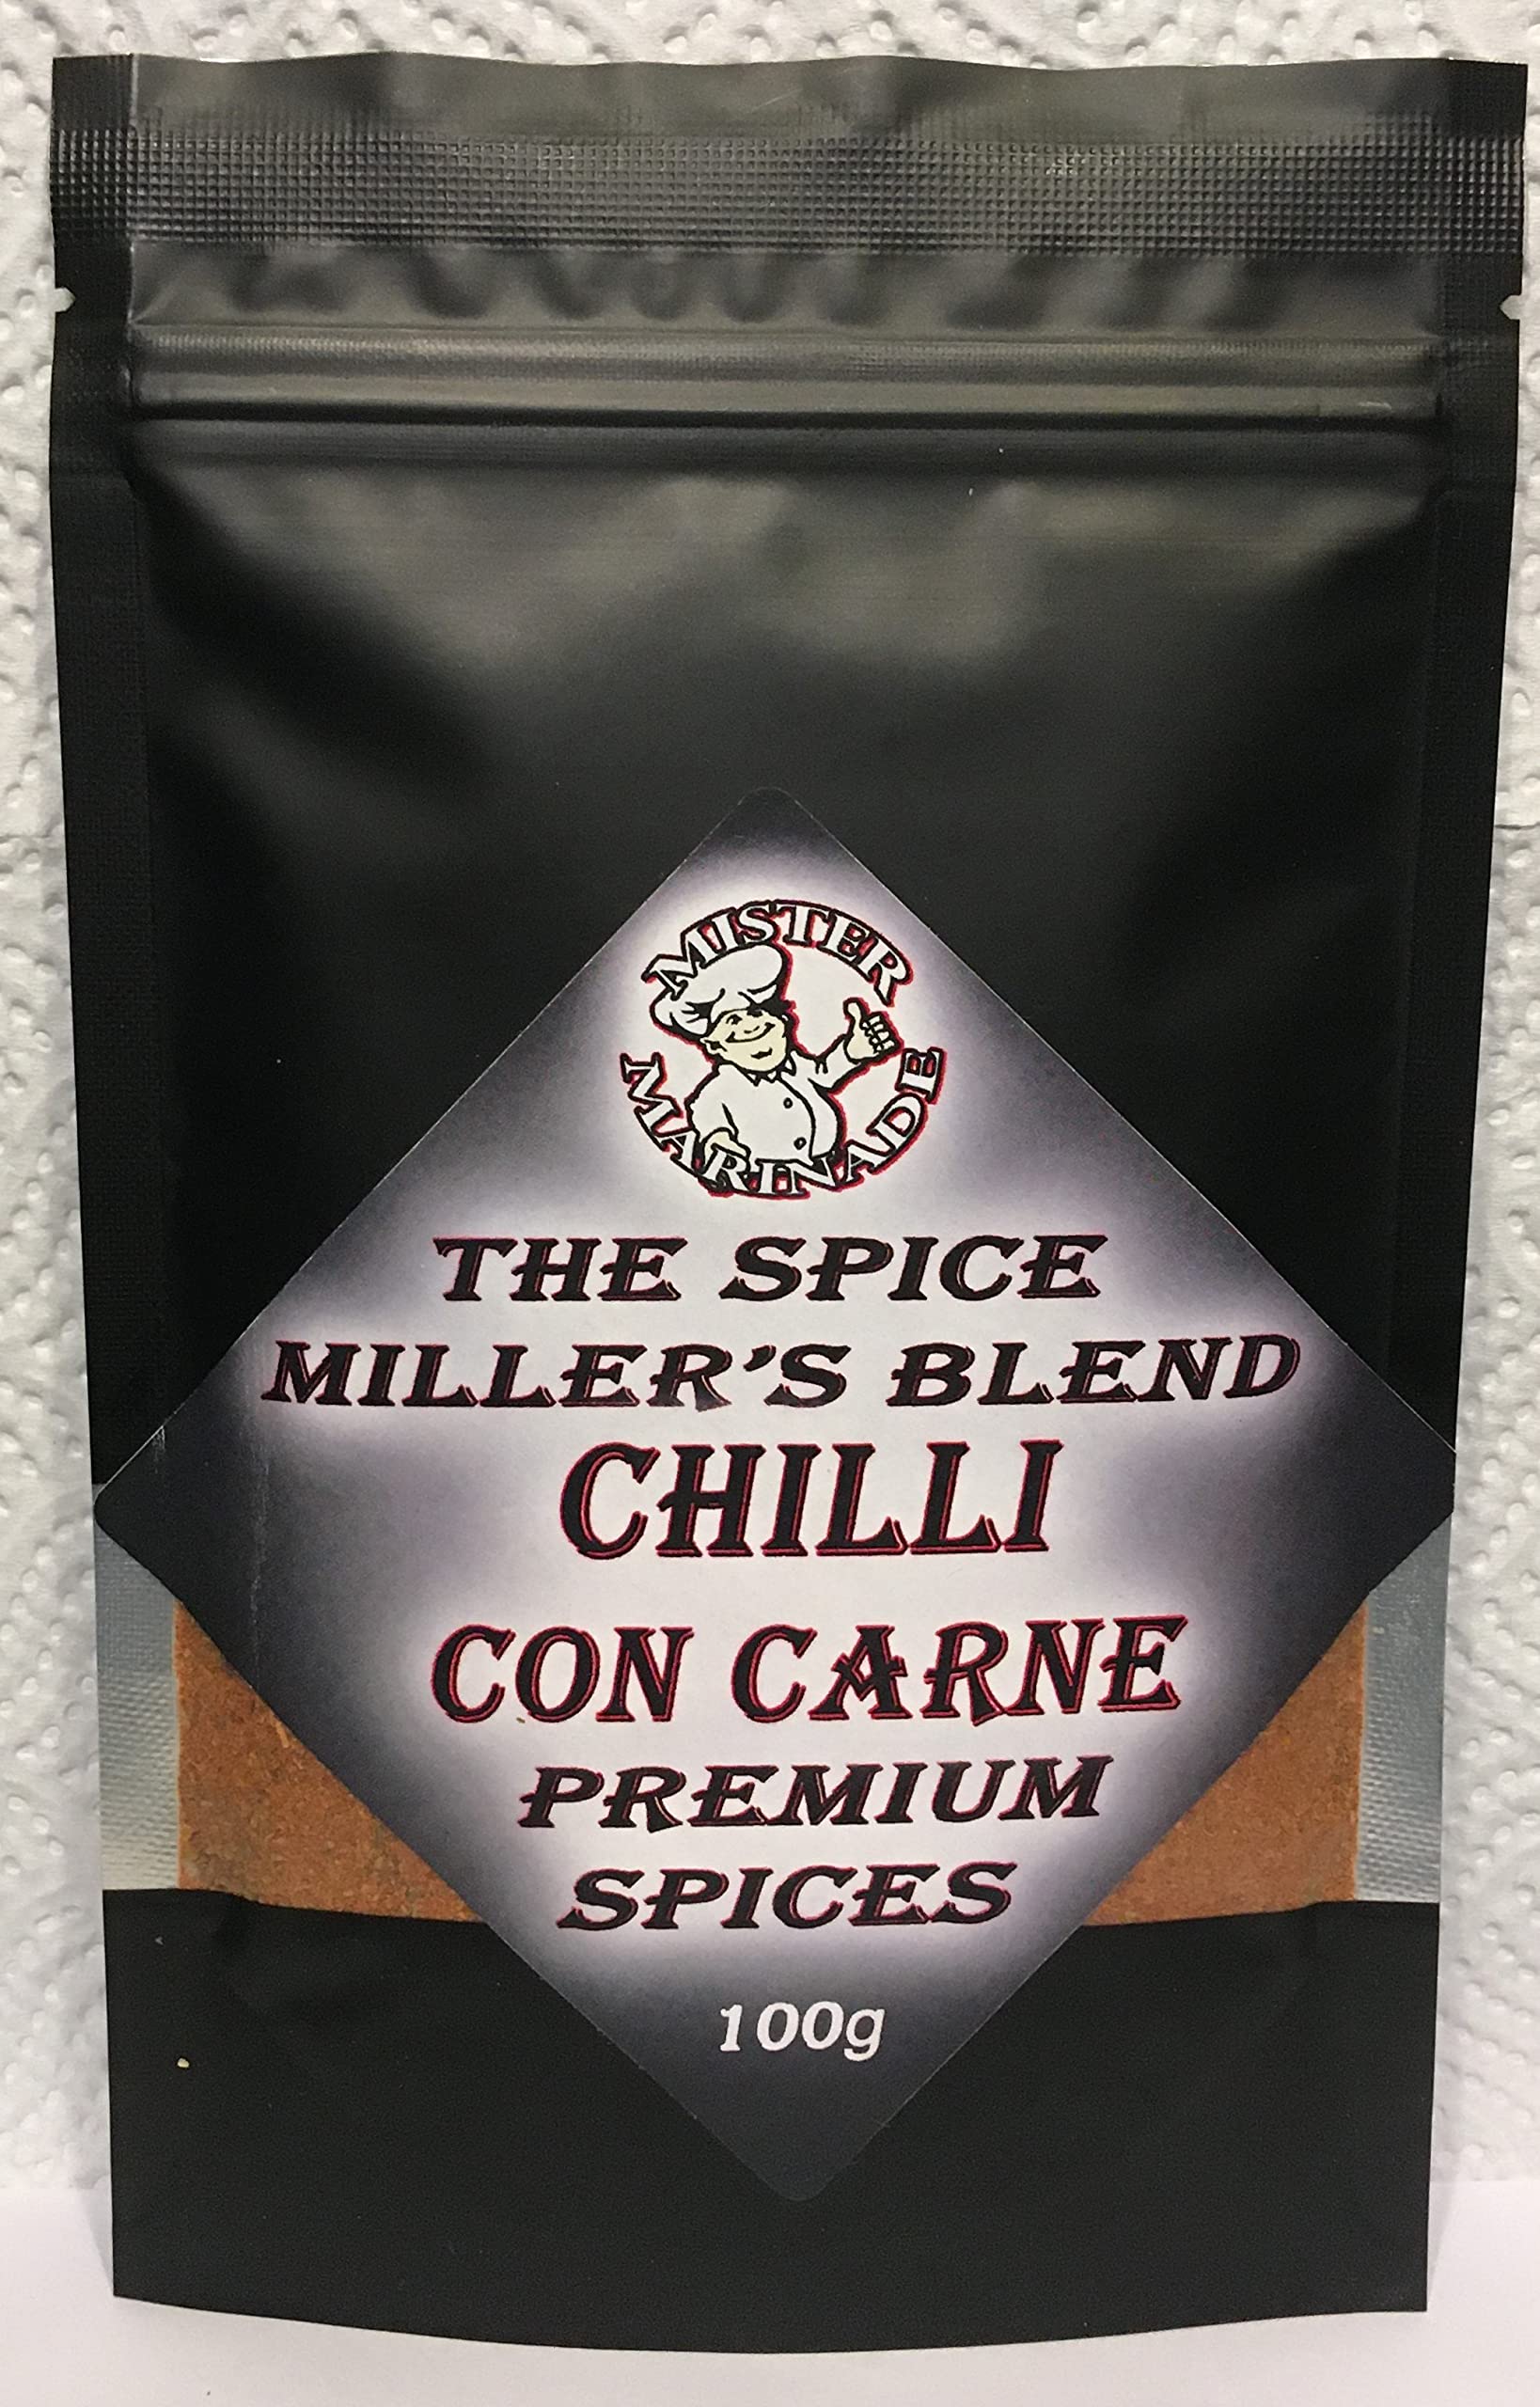 MISTER
MARINADE
THE SPICE
MILLER'S BLEND
CHILLI
CON CARNE
PREMIUM
SPICES
100g